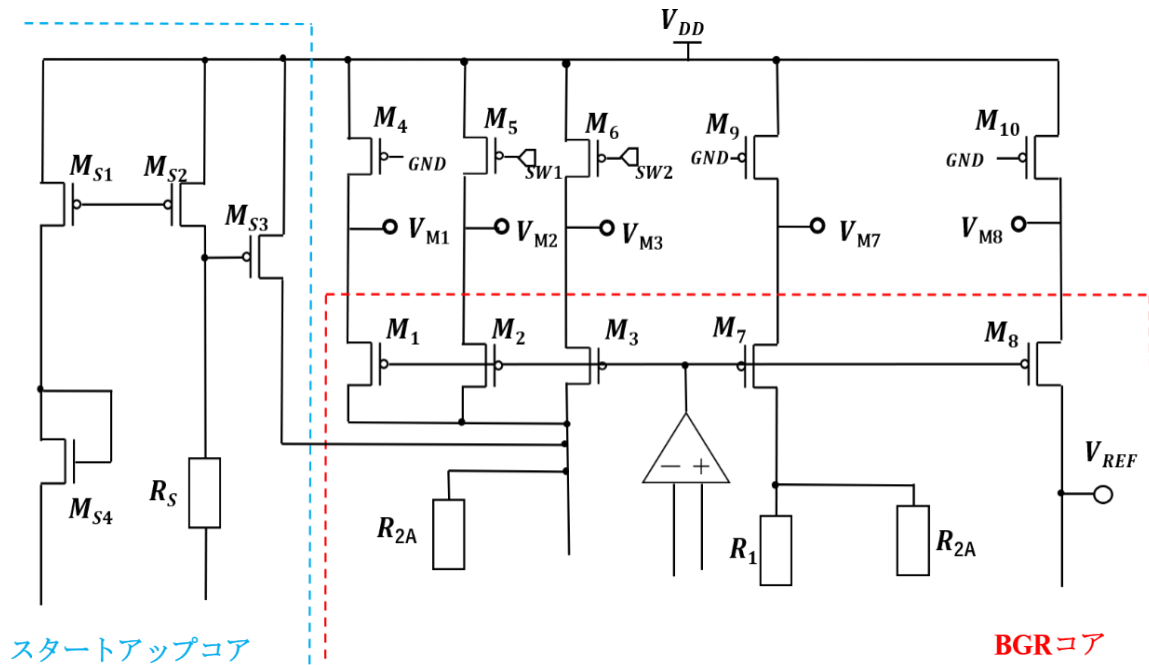 V_DD
M_4
M_5
M_6
M_9
M_10
GND
SW1
SW2
GND
GND
M_S1
M_S2
M_S3
V_M1
V_M2
V_M3
V_M7
V_M8
M_1
M_2
M_3
M_7
M_8
− +
V_REF
M_S4
R_S
R_2A
R_1
R_2A
スタートアップコア
BGRコア